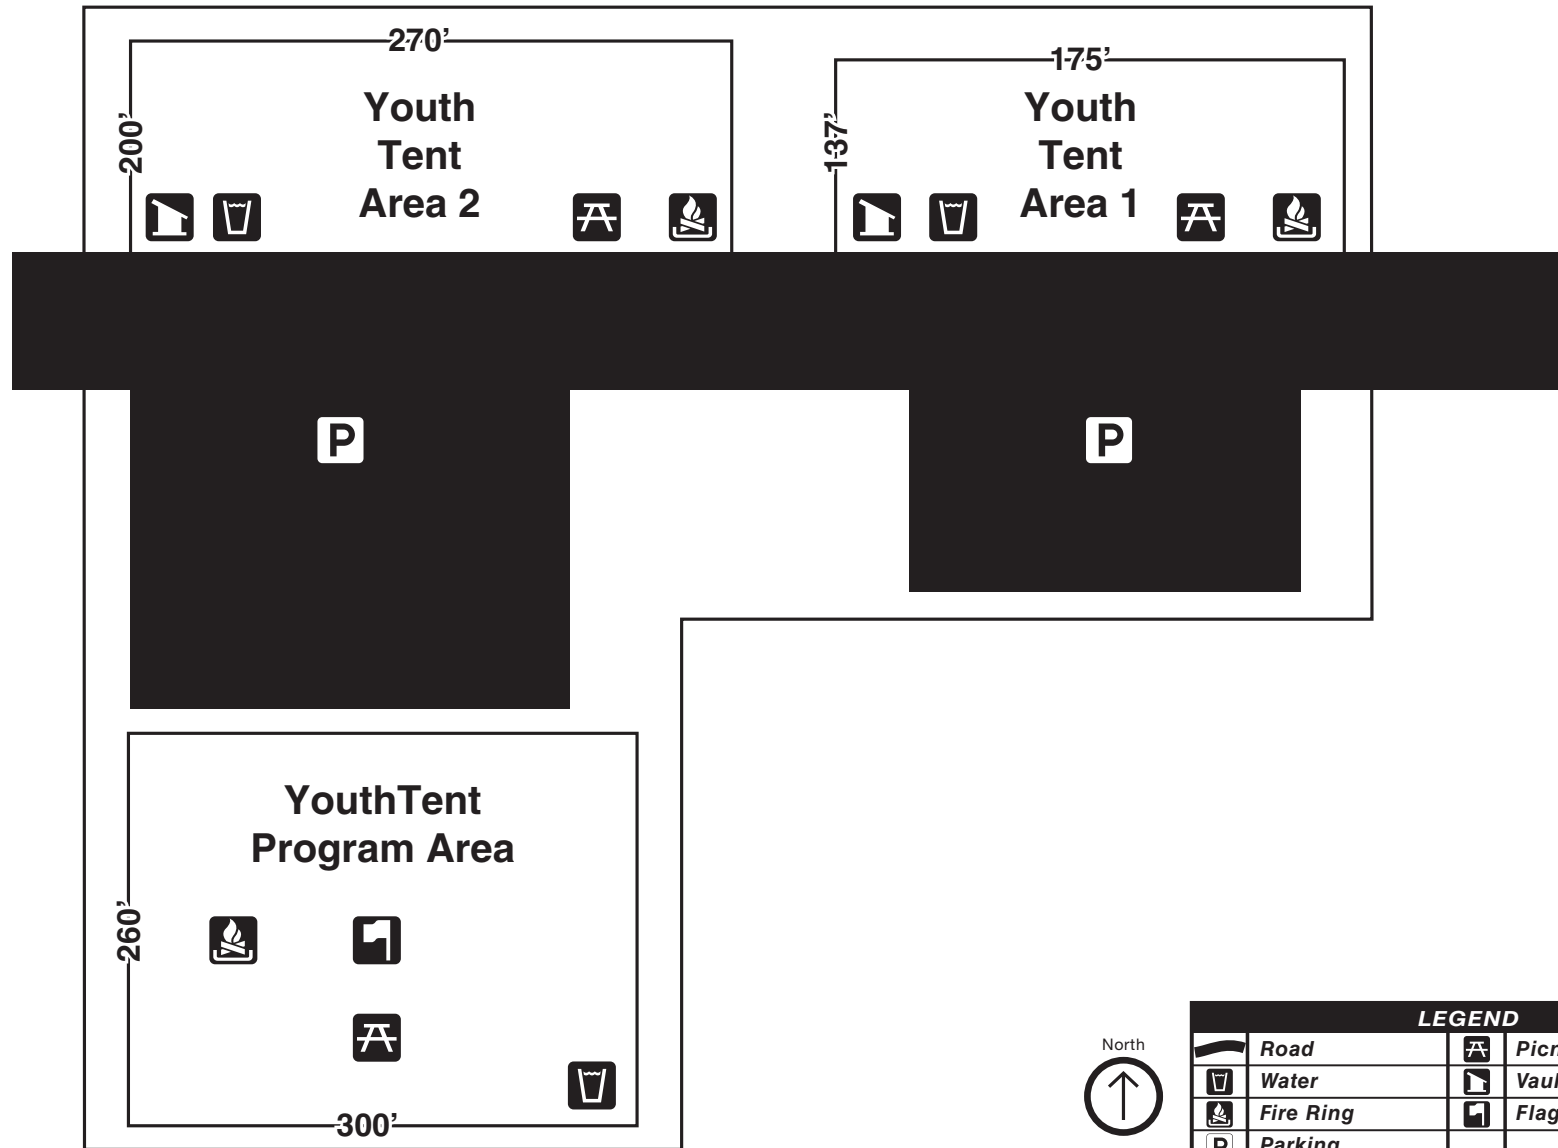 270’
175’
200’
Youth
Tent
Area 2
137’
Youth
Tent
Area 1
P
P
YouthTent
Program Area
260’
300’
North
LEGEND
Road
Water
Fire Ring
P Parking
Flag